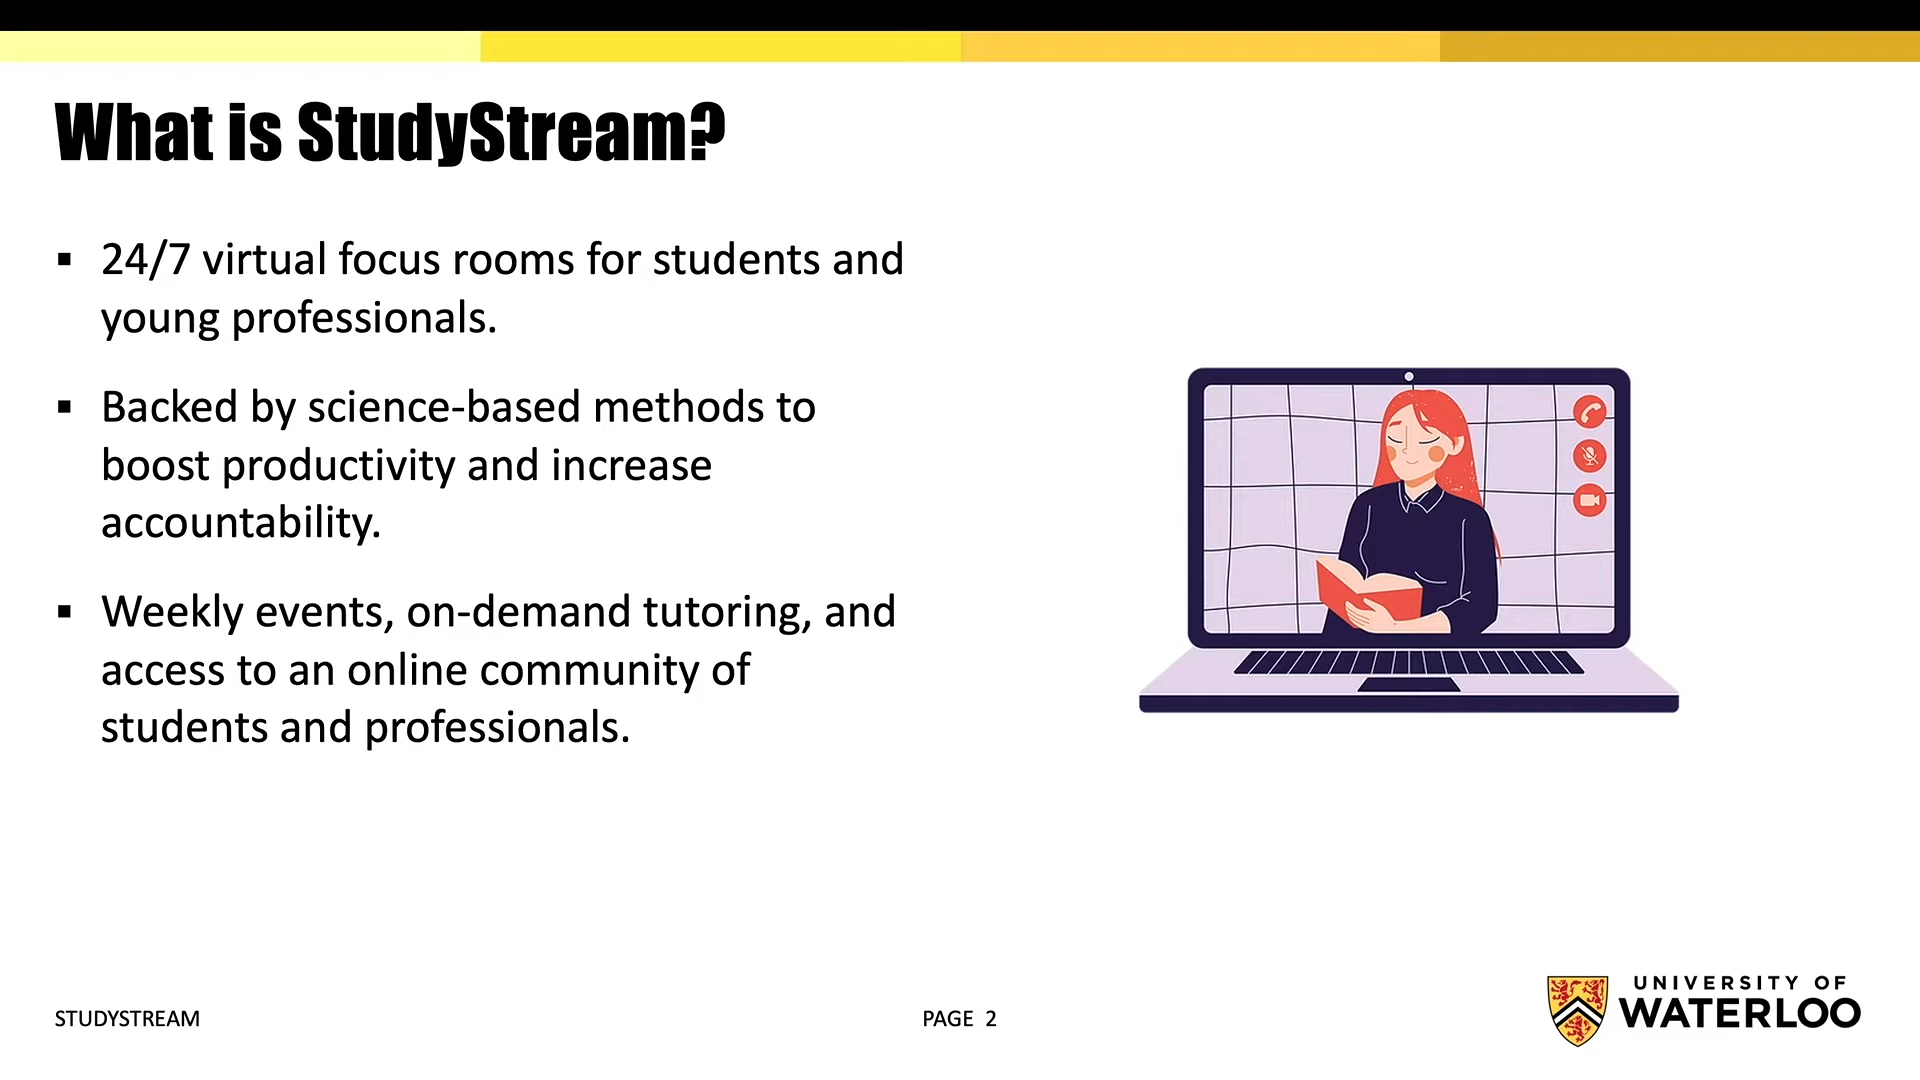 What is StudyStream?
▪ 24/7 virtual focus rooms for students and
young professionals.
▪ Backed by science-based methods to
boost productivity and increase
accountability.
▪ Weekly events, on-demand tutoring, and
access to an online community of
students and professionals.
STUDYSTREAM
PAGE 2
UNIVERSITY OF
WATERLOO